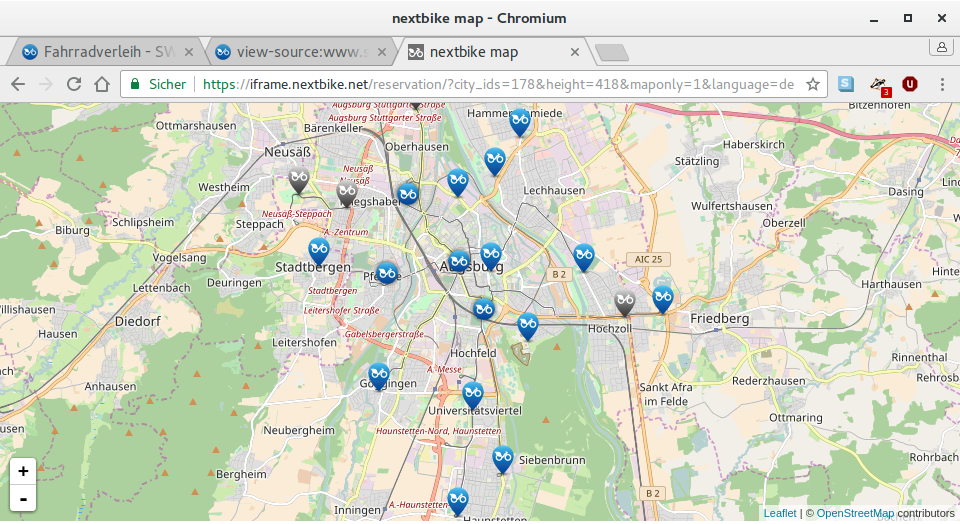 nextbike map - Chromium
Fahrradverleih - SW
view-source:www.s
nextbike map
Sicher
https://iframe.nextbike.net/reservation/?city_ids=178&height=418&maponly=1&language=de
3
Augsburg Stuttgarter Straße
Augsburg Stuttgarter Straße
Ottmarshausen
Bärenkeller
Hammerschmiede
Bitzenhofen
Oberhausen
Neusäß
Haberskirch
Stätzling
Neusäß
Neusäß
Westheim
Kriegshaber
Lechhausen
Dasing
Wulfertshausen
Neusäß-Steppach
Steppach
Schlipsheim
Biburg
A.-Zentrum
Oberzell
Vogelsang
Stadtbergen
Augsburg
AIC 25
B 2
Pfersee
Deuringen
Lettenbach
Harthausen
Stadtbergen
Leitershofer Straße
Diedorf
Friedberg
Hausen
Hochzoll
Gabelsbergerstraße
Leitershofen
Hochfeld
Rinnenthal
A.-Messe
Göggingen
Anhausen
Sankt Afra
im Felde
Rederzhausen
Universitätsviertel
Ottmaring
Neubergheim
Haunstetten-Nord, Haunstetten
Siebenbrunn
Rohrbach
Bergheim
B 2
Inningen
A.-Haunstetten
Haunstetten
+
-
Leaflet | © OpenStreetMap contributors